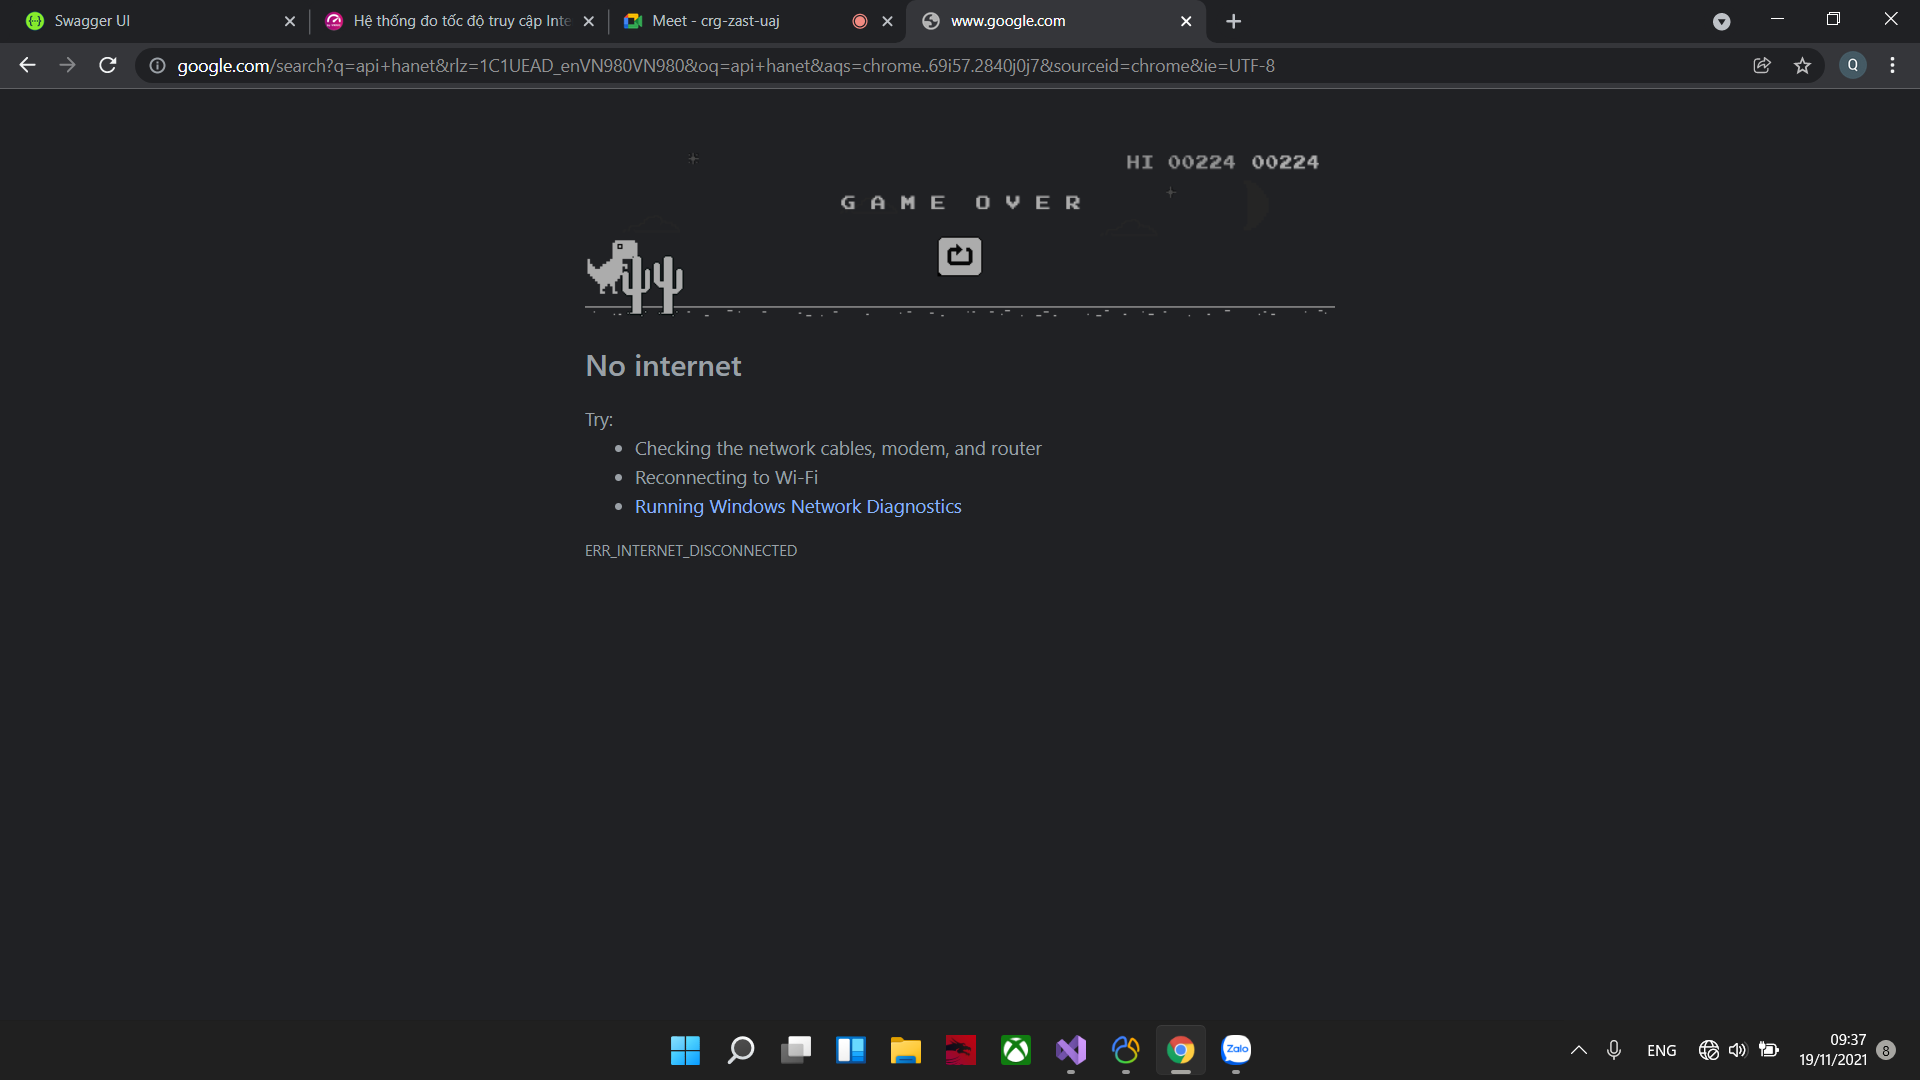 Swagger UI
Hệ thống đo tốc độ truy cập Inte
Meet - crg-zast-uaj
www.google.com
google.com/search?q=api+hanet&rlz=1C1UEAD_enVN980VN980&oq=api+hanet&aqs=chrome..69i57.2840j0j7&sourceid=chrome&ie=UTF-8
Q
HI 00224 00224
GAME OVER
No internet
Try:
Checking the network cables, modem, and router
Reconnecting to Wi-Fi
Running Windows Network Diagnostics
ERR_INTERNET_DISCONNECTED
Zalo
ENG
09:37
19/11/2021
8